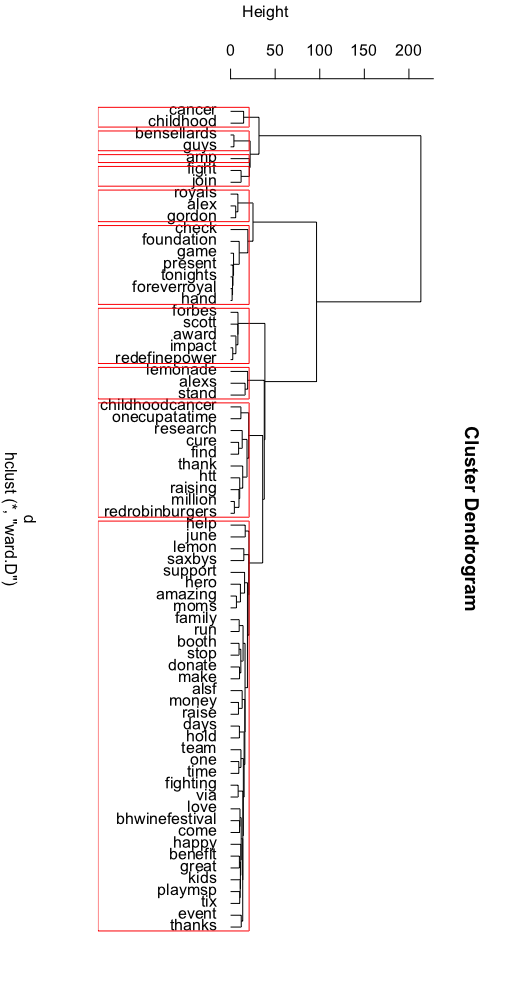 Height
0 50 100 150 200
cancer
childhood
bensellards
guys
amp
fight
join
royals
alex
gordon
check
foundation
game
present
tonights
foreverroyal
hand
forbes
scott
award
impact
redefinepower
lemonade
alexs
stand
childhoodcancer
onecupatatime
research
cure
find
thank
htt
raising
million
redrobinburgers
help
june
lemon
saxbys
support
hero
amazing
moms
family
run
booth
stop
donate
make
alsf
money
raise
days
hold
team
one
time
fighting
via
love
bhwinefestival
come
happy
benefit
great
kids
playmsp
tix
event
thanks
Cluster Dendrogram
d
hclust (*, "ward.D")